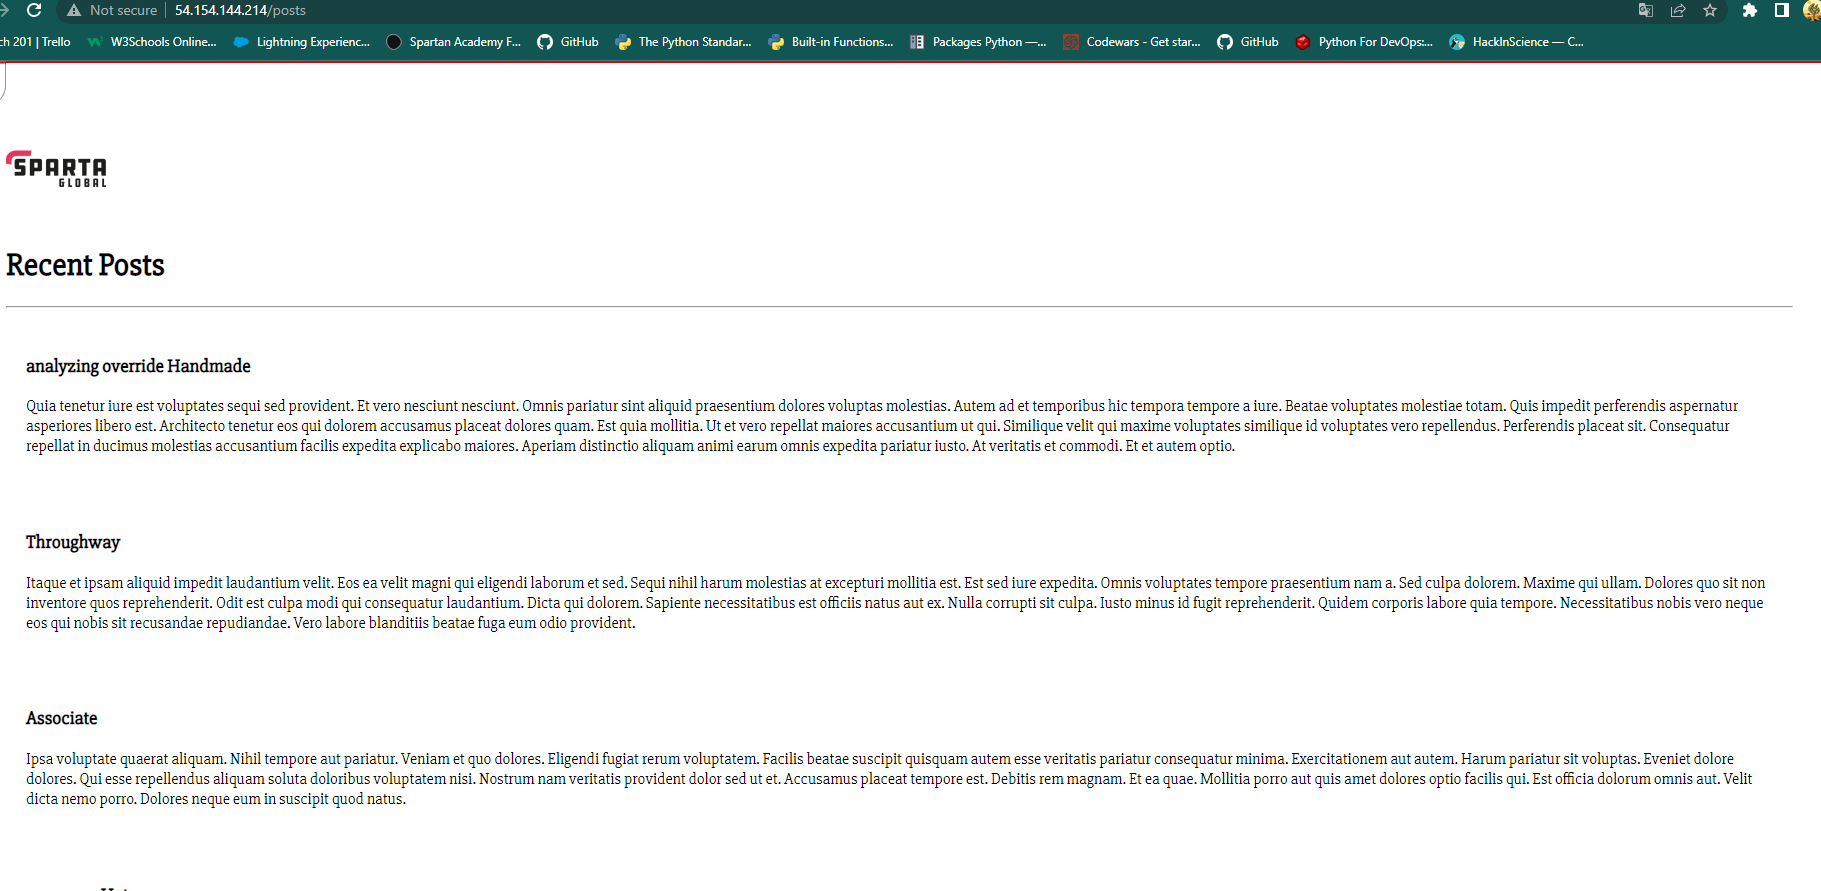 Not secure | 54.154.144.214/posts
ch 201 | Trello W3Schools Online... Lightning Experienc... Spartan Academy F... GitHub The Python Standar... Built-in Functions... Packages Python —... Codewars - Get star... GitHub Python For DevOps:... HackInScience — C...
SPARTA
GLOBAL
Recent Posts
analyzing override Handmade
Quia tenetur iure est voluptates sequi sed provident. Et vero nesciunt nesciunt. Omnis pariatur sint aliquid praesentium dolores voluptas molestias. Autem ad et temporibus hic tempora tempore a iure. Beatae voluptates molestiae totam. Quis impedit perferendis aspernatur
asperiores libero est. Architecto tenetur eos qui dolorem accusamus placeat dolores quam. Est quia mollitia. Ut et vero repellat maiores accusantium ut qui. Similique velit qui maxime voluptates similique id voluptates vero repellendus. Perferendis placeat sit. Consequatur
repellat in ducimus molestias accusantium facilis expedita explicabo maiores. Aperiam distinctio aliquam animi earum omnis expedita pariatur iusto. At veritatis et commodi. Et et autem optio.
Throughway
Itaque et ipsam aliquid impedit laudantium velit. Eos ea velit magni qui eligendi laborum et sed. Sequi nihil harum molestias at excepturi mollitia est. Est sed iure expedita. Omnis voluptates tempore praesentium nam a. Sed culpa dolorem. Maxime qui ullam. Dolores quo sit non
inventore quos reprehenderit. Odit est culpa modi qui consequatur laudantium. Dicta qui dolorem. Sapiente necessitatibus est officiis natus aut ex. Nulla corrupti sit culpa. Iusto minus id fugit reprehenderit. Quidem corporis labore quia tempore. Necessitatibus nobis vero neque
eos qui nobis sit recusandae repudiandae. Vero labore blanditiis beatae fuga eum odio provident.
Associate
Ipsa voluptate quaerat aliquam. Nihil tempore aut pariatur. Veniam et quo dolores. Eligendi fugiat rerum voluptatem. Facilis beatae suscipit quisquam autem esse veritatis pariatur consequatur minima. Exercitationem aut autem. Harum pariatur sit voluptas. Eveniet dolore
dolores. Qui esse repellendus aliquam soluta doloribus voluptatem nisi. Nostrum nam veritatis provident dolor sed ut et. Accusamus placeat tempore est. Debitis rem magnam. Et ea quae. Mollitia porro aut quis amet dolores optio facilis qui. Est officia dolorum omnis aut. Velit
dicta nemo porro. Dolores neque eum in suscipit quod natus.